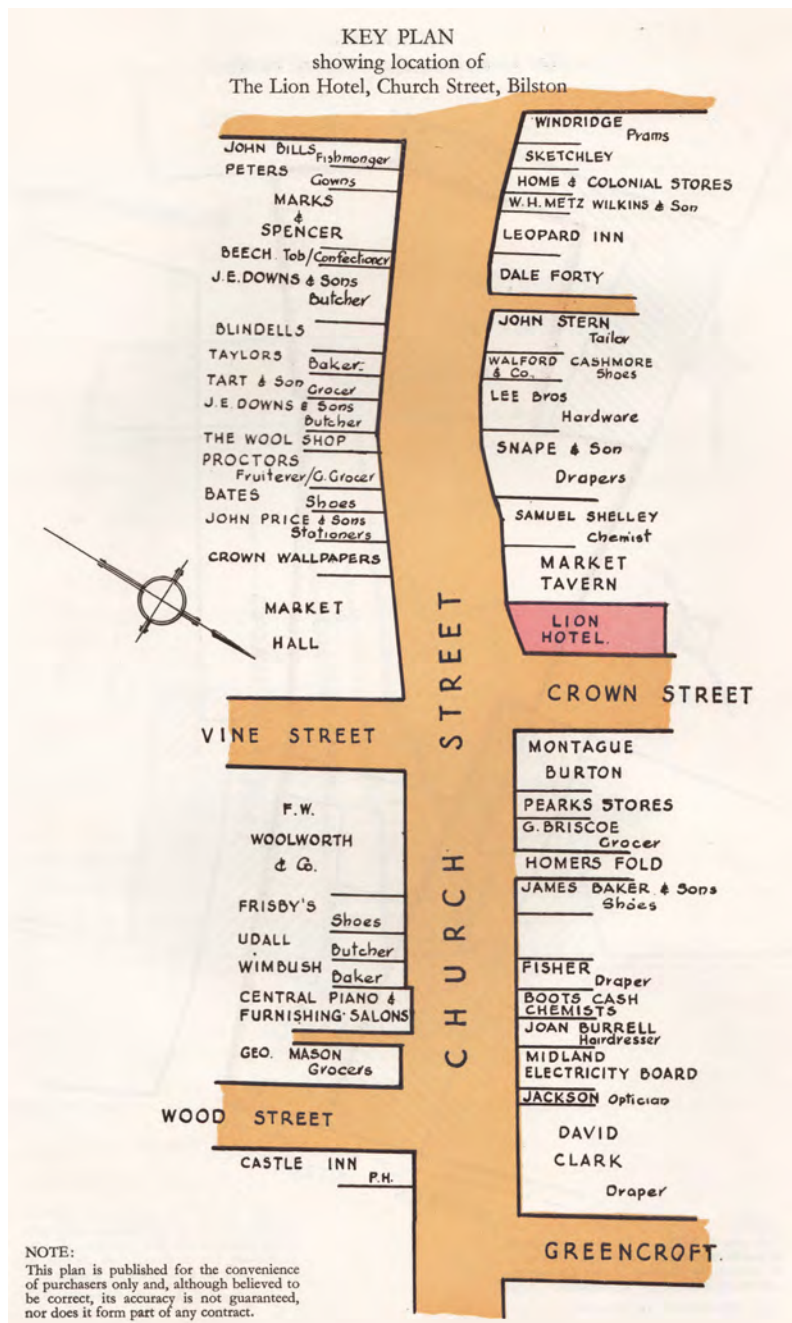 KEY PLAN
showing location of
The Lion Hotel, Church Street, Bilston
JOHN BILLS Fishmonger
PETERS
Gowns
MARKS
&
SPENCER
BEECH. Tob/Confectioner
J.E.DOWNS & Sons
Butcher
BLINDELLS
TAYLORS
Baker.
TART & Son
Grocer
J.E.DOWNS & Sons
Butcher
THE WOOL SHOP
PROCTORS
Fruiterer/G.Grocer
BATES
Shoes
JOHN PRICE & Sons
Stationers
CROWN WALLPAPERS
MARKET
HALL
VINE STREET
F.W.
WOOLWORTH
& Co.
FRISBY'S
Shoes
UDALL
Butcher
WIMBUSH
Baker
CENTRAL PIANO &
FURNISHING SALONS
GEO. MASON
Grocers
WOOD STREET
CASTLE INN
P.H.
CHURCH STREET
WINDRIDGE
Prams
SKETCHLEY
HOME & COLONIAL STORES
W.H.METZ WILKINS & Son
LEOPARD INN
DALE FORTY
JOHN STERN
Tailor
WALFORD CASHMORE
& Co. Shoes
LEE Bros
Hardware
SNAPE & Son
Drapers
SAMUEL SHELLEY
Chemist
MARKET
TAVERN
LION
HOTEL.
CROWN STREET
MONTAGUE
BURTON
PEARKS STORES
G.BRISCOE
Grocer
HOMERS FOLD
JAMES BAKER & Sons
Shoes
FISHER
Draper
BOOTS CASH
CHEMISTS
JOAN BURRELL
Hairdresser
MIDLAND
ELECTRICITY BOARD
JACKSON Optician
DAVID
CLARK
Draper
GREENCROFT.
NOTE:
This plan is published for the convenience
of purchasers only and, although believed to
be correct, its accuracy is not guaranteed,
nor does it form part of any contract.